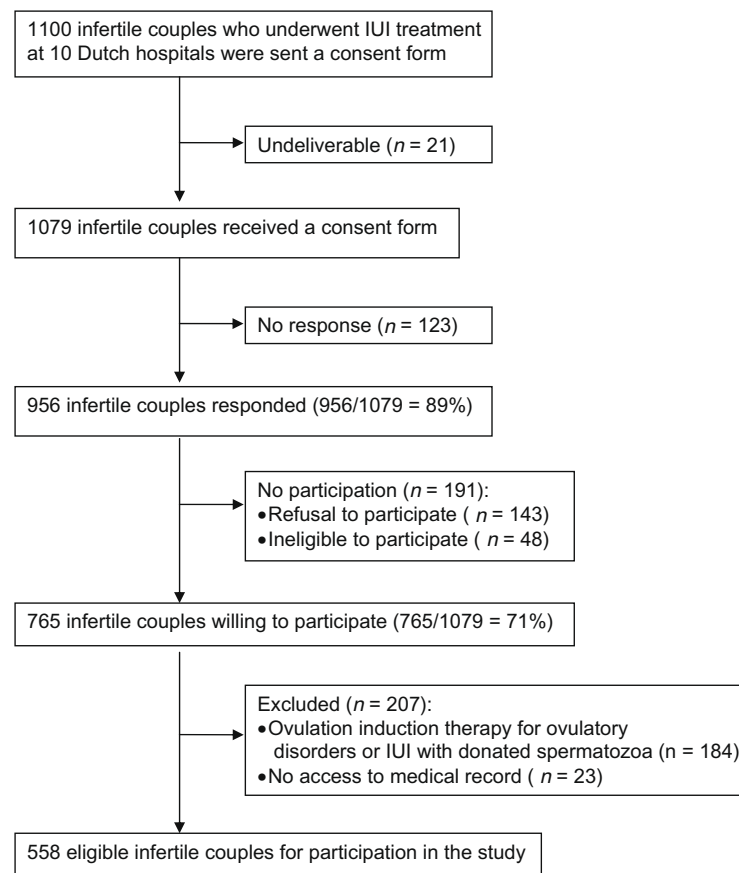 1100 infertile couples who underwent IUI treatment
at 10 Dutch hospitals were sent a consent form
Undeliverable (n = 21)
1079 infertile couples received a consent form
No response (n = 123)
956 infertile couples responded (956/1079 = 89%)
No participation (n = 191):
•Refusal to participate ( n = 143)
•Ineligible to participate ( n = 48)
765 infertile couples willing to participate (765/1079 = 71%)
Excluded (n = 207):
•Ovulation induction therapy for ovulatory
disorders or IUI with donated spermatozoa (n = 184)
•No access to medical record ( n = 23)
558 eligible infertile couples for participation in the study